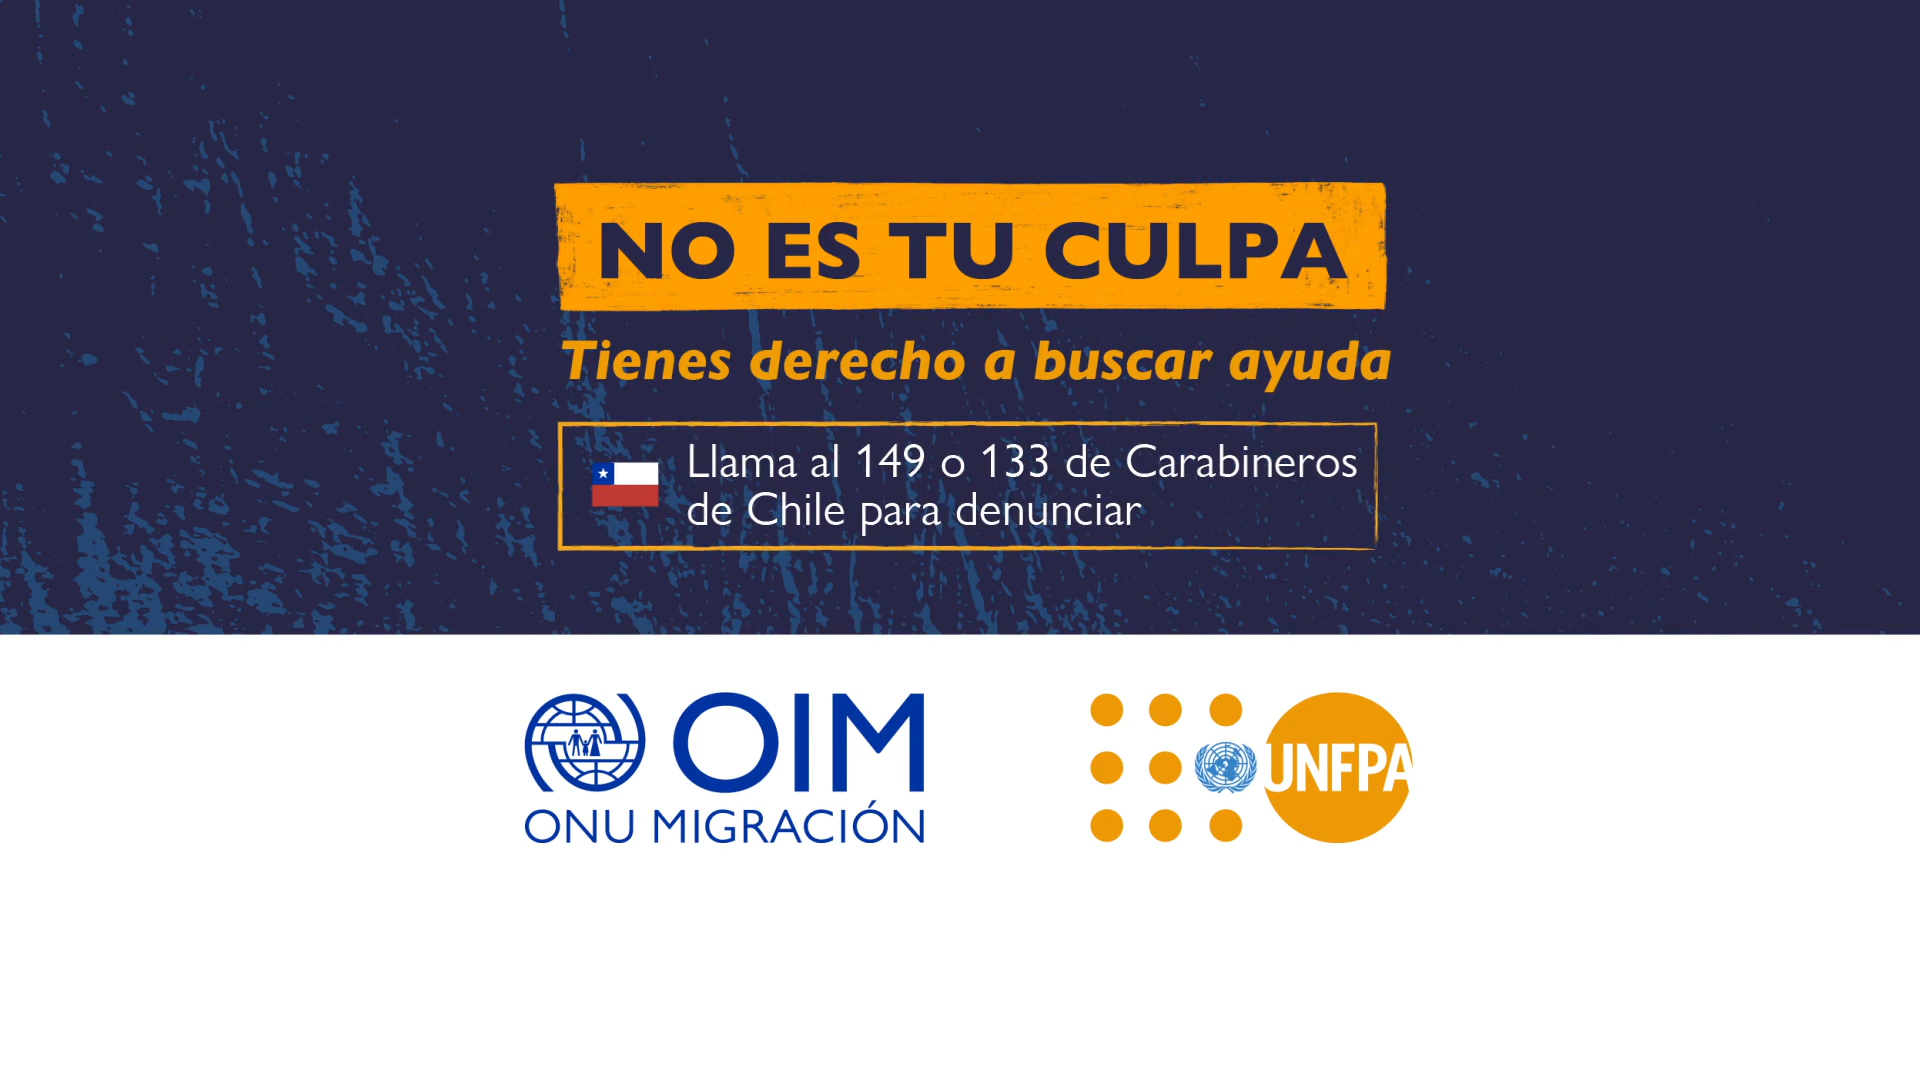 NO ES TU CULPA
Tienes derecho a buscar ayuda
Llama al 149 o 133 de Carabineros
de Chile para denunciar
OIM
ONU MIGRACIÓN
UNFPA